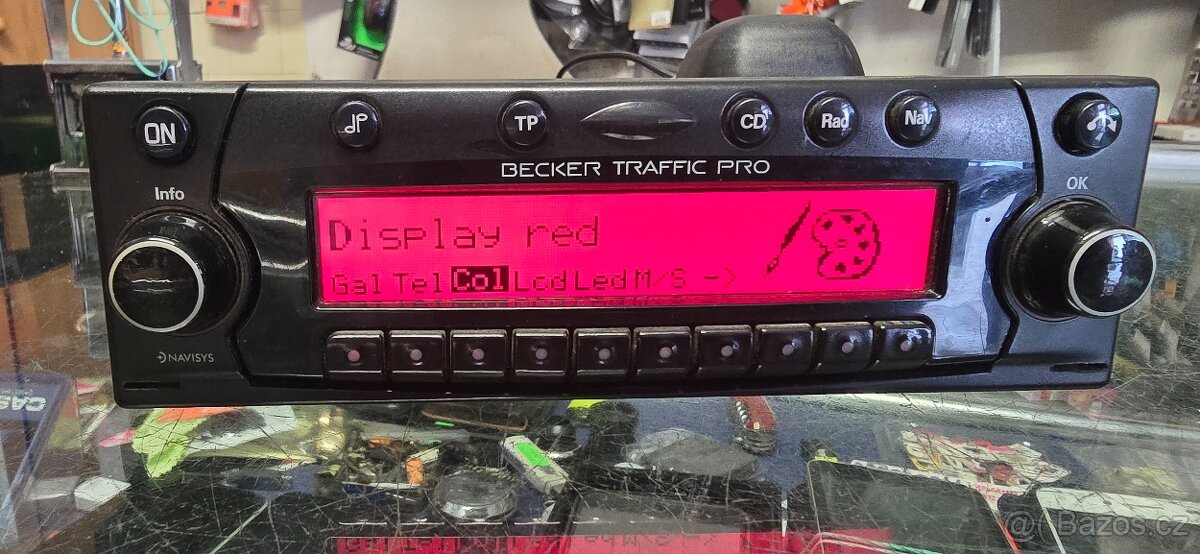 ON
TP
CD
Rad
Nav
BECKER TRAFFIC PRO
Info
OK
Display red
Gal Tel Col Lcd Led M/S ->
NAVISYS
CASIO
@ Bazos.cz